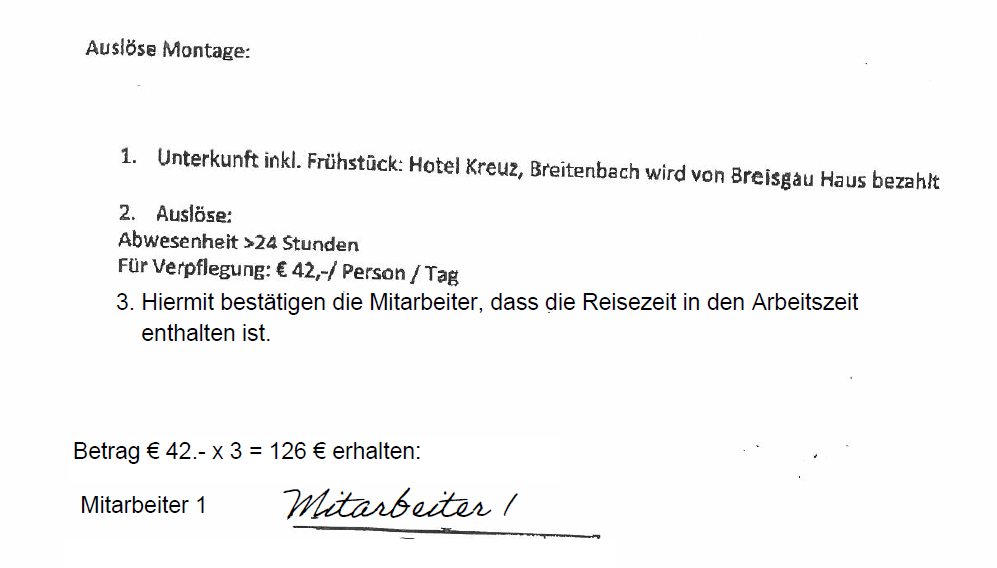 Auslöse Montage:
1. Unterkunft inkl. Frühstück: Hotel Kreuz, Breitenbach wird von Breisgau Haus bezahlt
2. Auslöse:
Abwesenheit >24 Stunden
Für Verpflegung: € 42,-/ Person / Tag
3. Hiermit bestätigen die Mitarbeiter, dass die Reisezeit in den Arbeitszeit
enthalten ist.
Betrag € 42.- x 3 = 126 € erhalten:
Mitarbeiter 1 Mitarbeiter 1